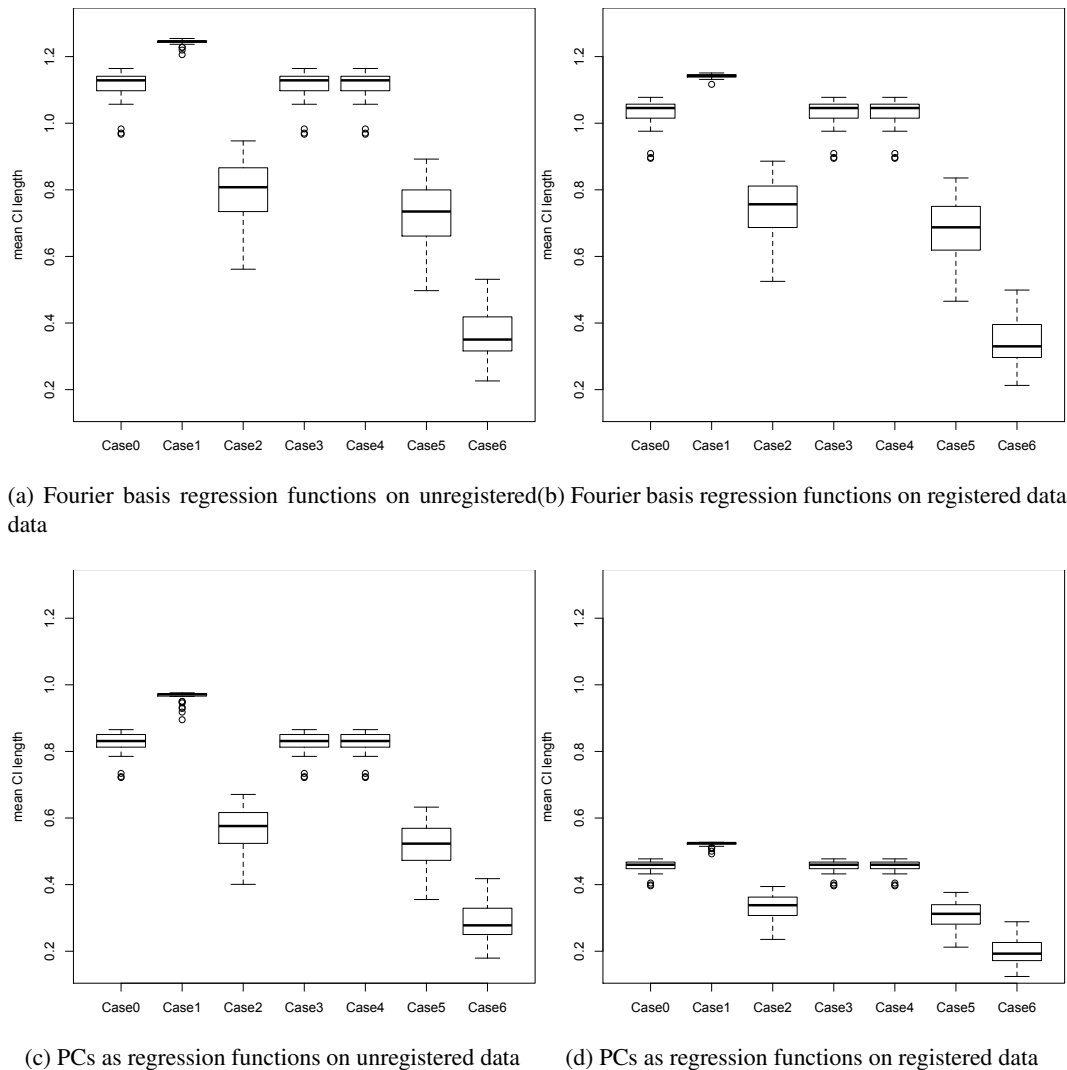 mean CI length
1.2
1.0
0.8
0.6
0.4
0.2
Case0 Case1 Case2 Case3 Case4 Case5 Case6
mean CI length
1.2
1.0
0.8
0.6
0.4
0.2
Case0 Case1 Case2 Case3 Case4 Case5 Case6
(a) Fourier basis regression functions on unregistered
data
(b) Fourier basis regression functions on registered data
mean CI length
1.2
1.0
0.8
0.6
0.4
0.2
Case0 Case1 Case2 Case3 Case4 Case5 Case6
mean CI length
1.2
1.0
0.8
0.6
0.4
0.2
Case0 Case1 Case2 Case3 Case4 Case5 Case6
(c) PCs as regression functions on unregistered data
(d) PCs as regression functions on registered data